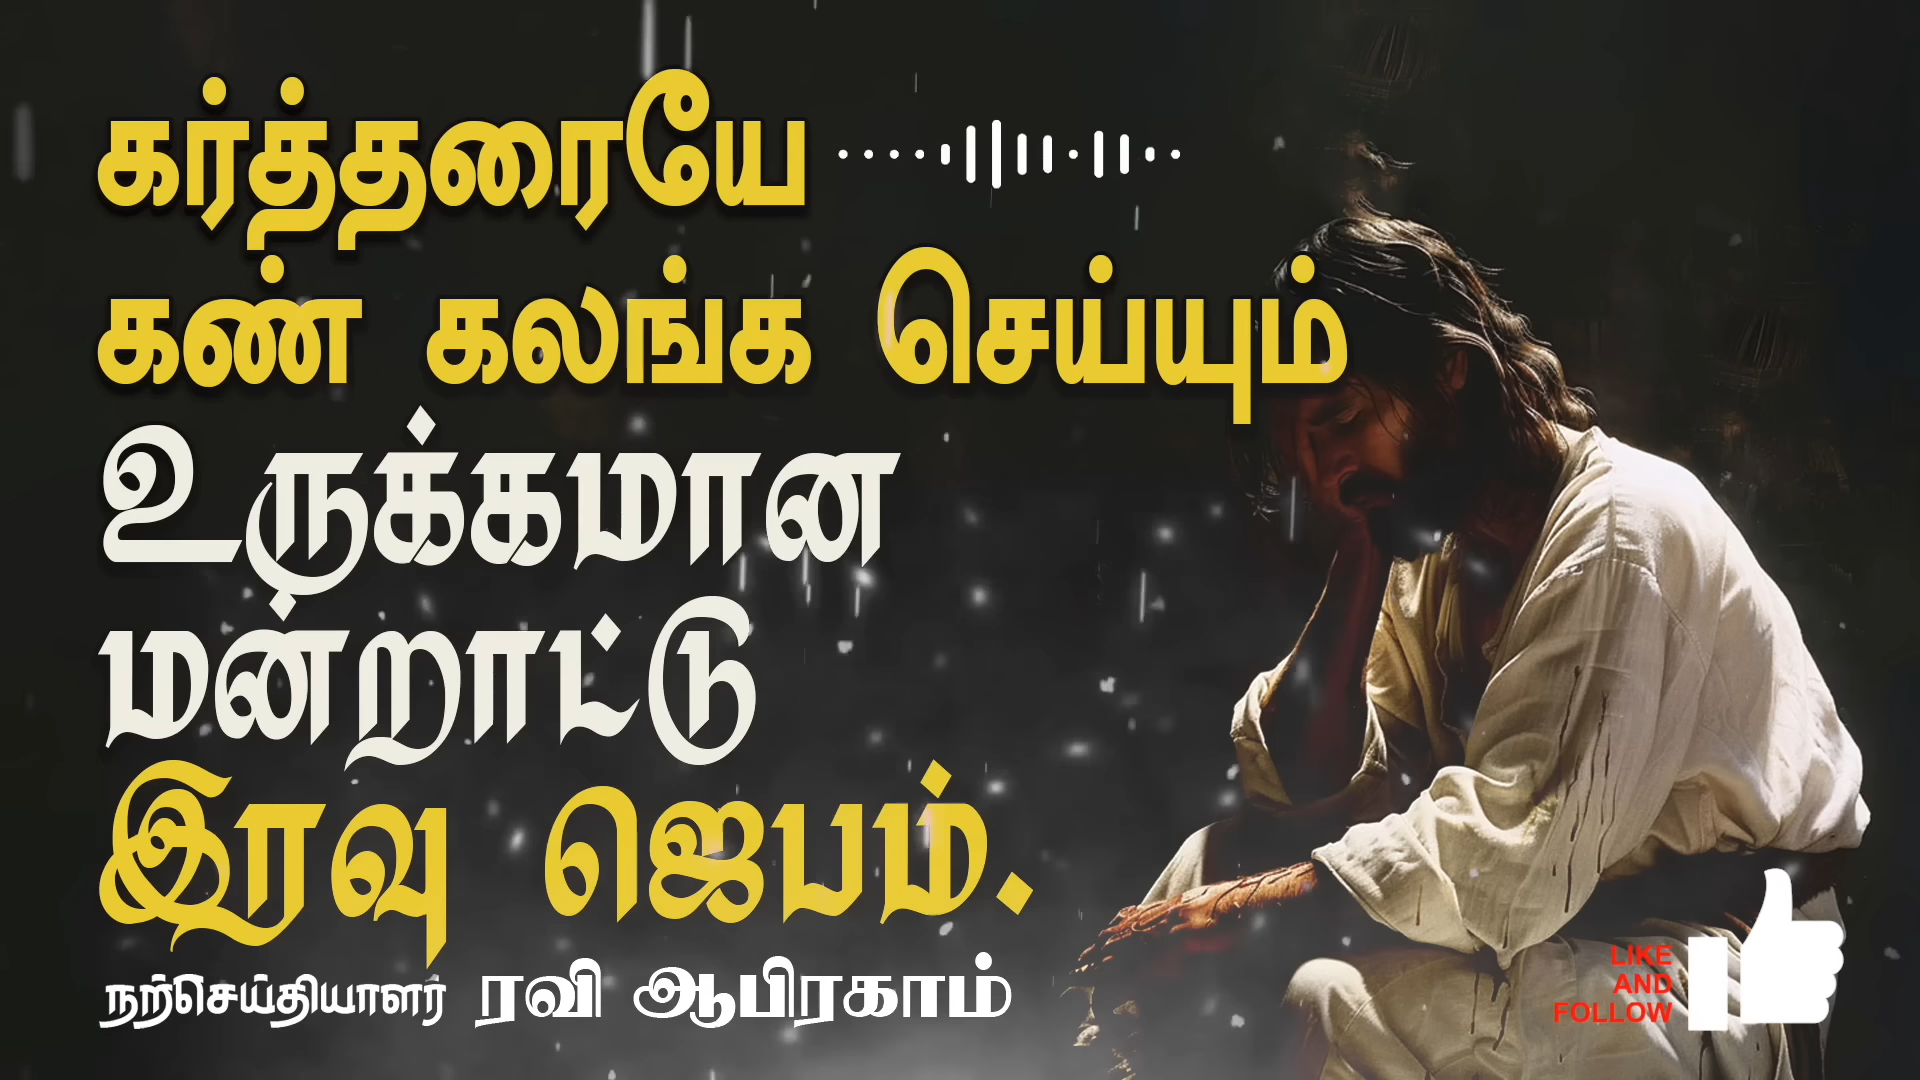 கர்த்தரையே
கண் கலங்க செய்யும்
உருக்கமான
மன்றாட்டு
இரவு ஜெபம்.
நற்செய்தியாளர் ரவி ஆபிரகாம்
LIKE
AND
FOLLOW